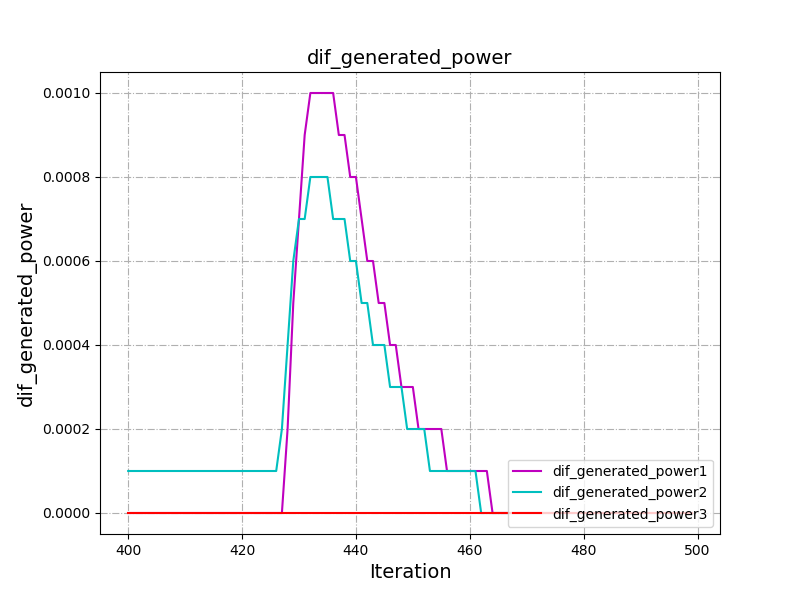 dif_generated_power
dif_generated_power
0.0010
0.0008
0.0006
0.0004
0.0002
0.0000
400 420 440 460 480 500
Iteration
dif_generated_power1
dif_generated_power2
dif_generated_power3